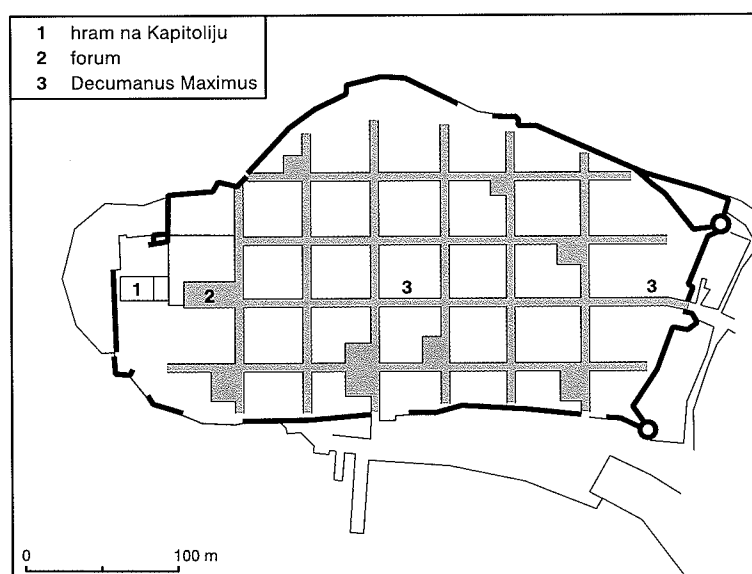 1 hram na Kapitoliju
2 forum
3 Decumanus Maximus
1
2
3
3
0 100 m